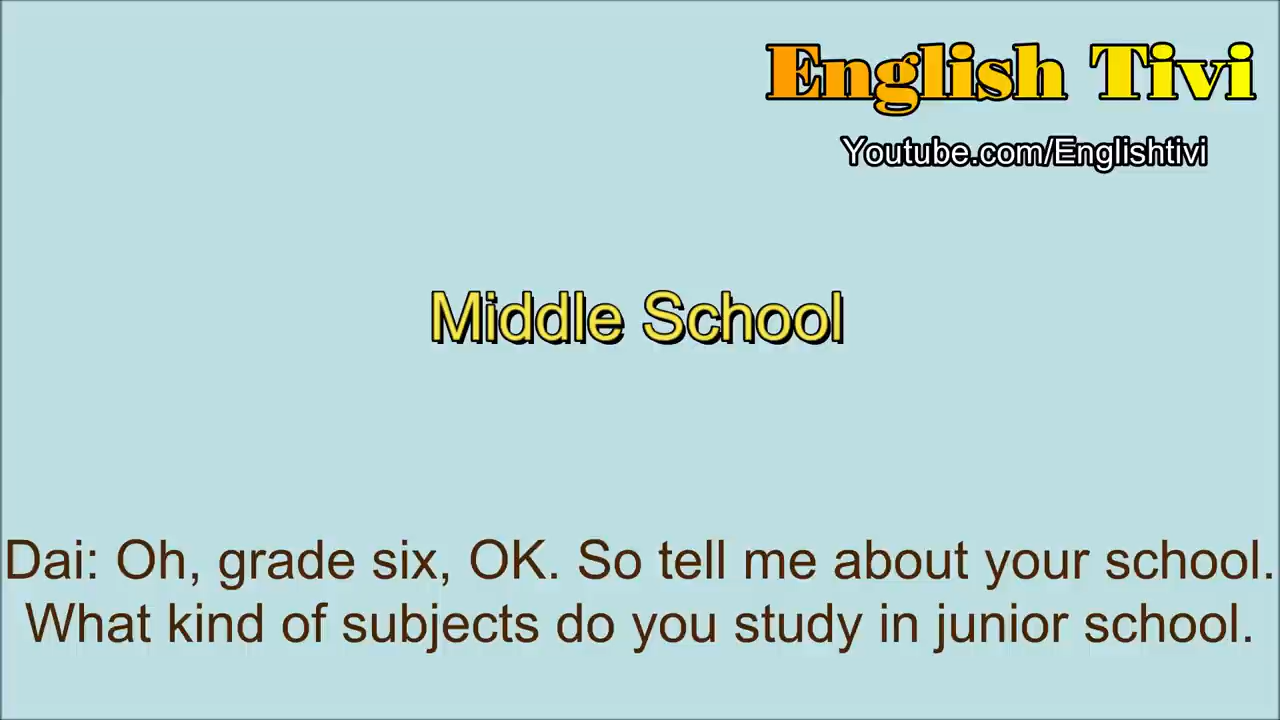 English Tivi
Youtube.com/Englishtivi
Middle School
Dai: Oh, grade six, OK. So tell me about your school.
What kind of subjects do you study in junior school.